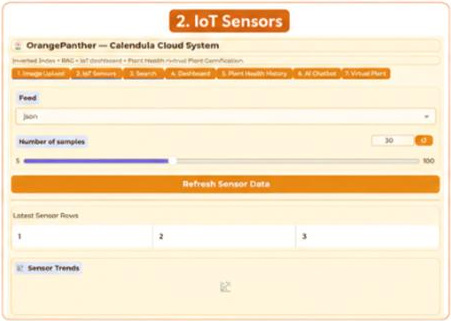 2. IoT Sensors
OrangePanther — Calendula Cloud System
Inverted Index • RAG • IoT dashboard • Plant Health • Virtual Plant Gamification
1. Image Upload 2. IoT Sensors 3. Search 4. Dashboard 5. Plant Health History 6. AI Chatbot 7. Virtual Plant
Feed
json
Number of samples 30
5 100
Refresh Sensor Data
Latest Sensor Rows
1 2 3
Sensor Trends